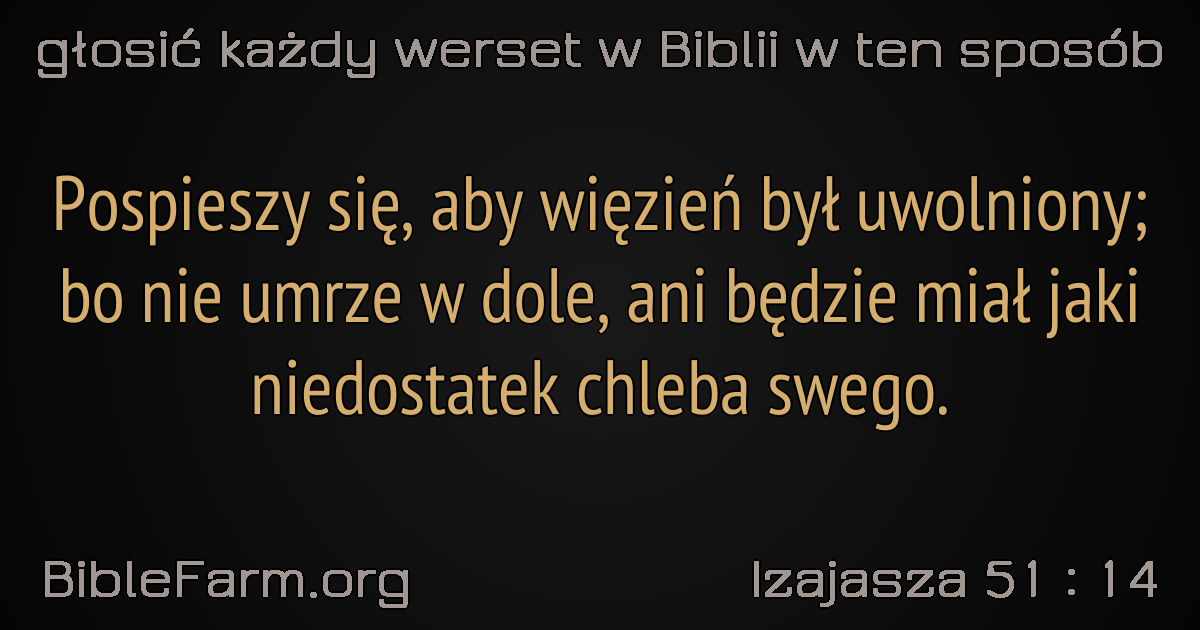 głosić każdy werset w Biblii w ten sposób
Pospieszy się, aby więzień był uwolniony;
bo nie umrze w dole, ani będzie miał jaki
niedostatek chleba swego.
BibleFarm.org
Izajasza 51 : 14